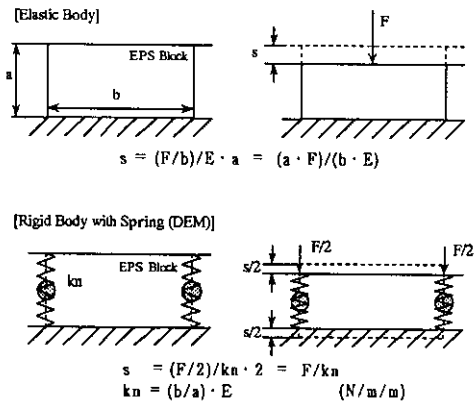 [Elastic Body]
F
EPS Block
s
a
b
s = (F/b)/E · a = (a · F)/(b · E)
[Rigid Body with Spring (DEM)]
F/2
F/2
EPS Block
s/2
kn
s/2
s = (F/2)/kn · 2 = F/kn
kn = (b/a) · E (N/m/m)